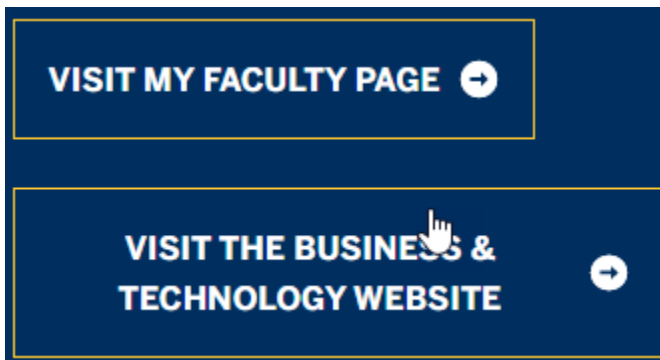 VISIT MY FACULTY PAGE
VISIT THE BUSINESS &
TECHNOLOGY WEBSITE